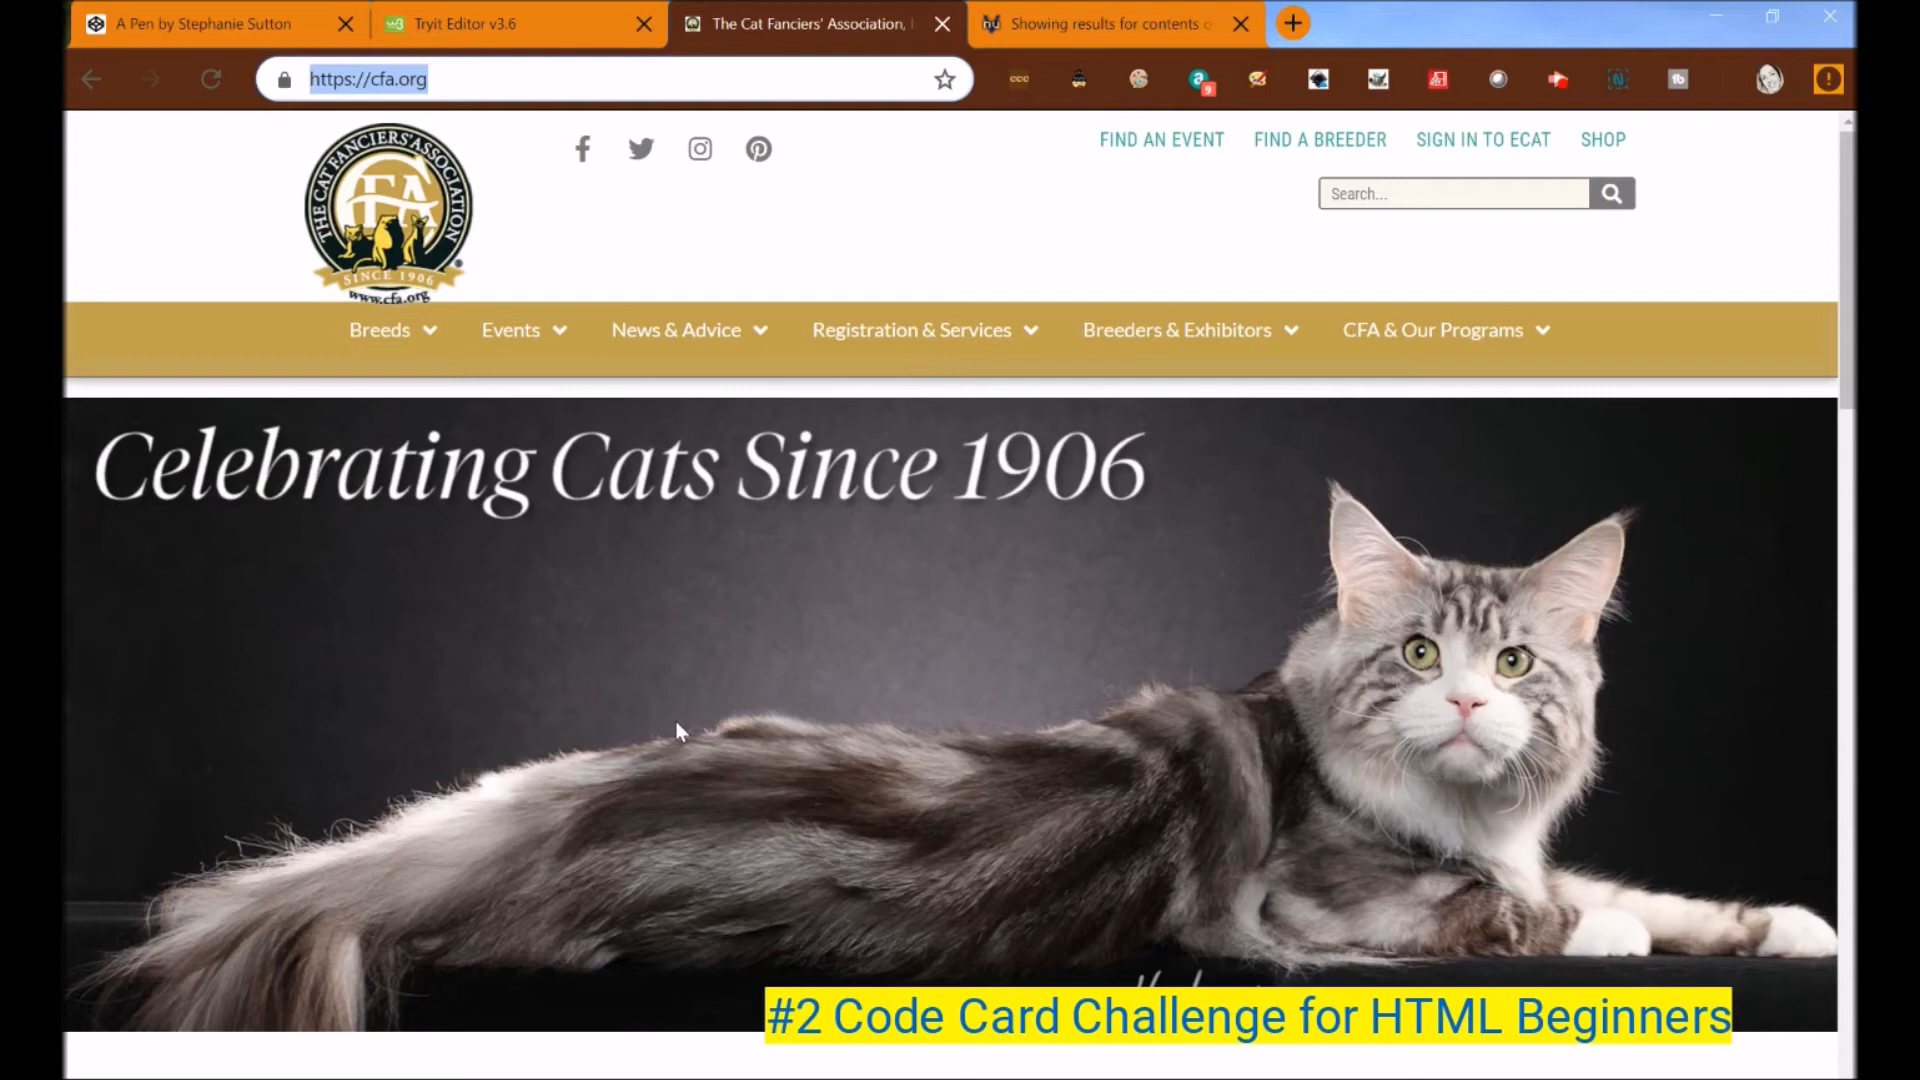 A Pen by Stephanie Sutton
Tryit Editor v3.6
The Cat Fanciers' Association,
Showing results for contents o
https://cfa.org
9
THE CAT FANCIERS' ASSOCIATION
CFA
SINCE 1906
www.cfa.org
FIND AN EVENT FIND A BREEDER SIGN IN TO ECAT SHOP
Search...
Breeds Events News & Advice Registration & Services Breeders & Exhibitors CFA & Our Programs
Celebrating Cats Since 1906
#2 Code Card Challenge for HTML Beginners